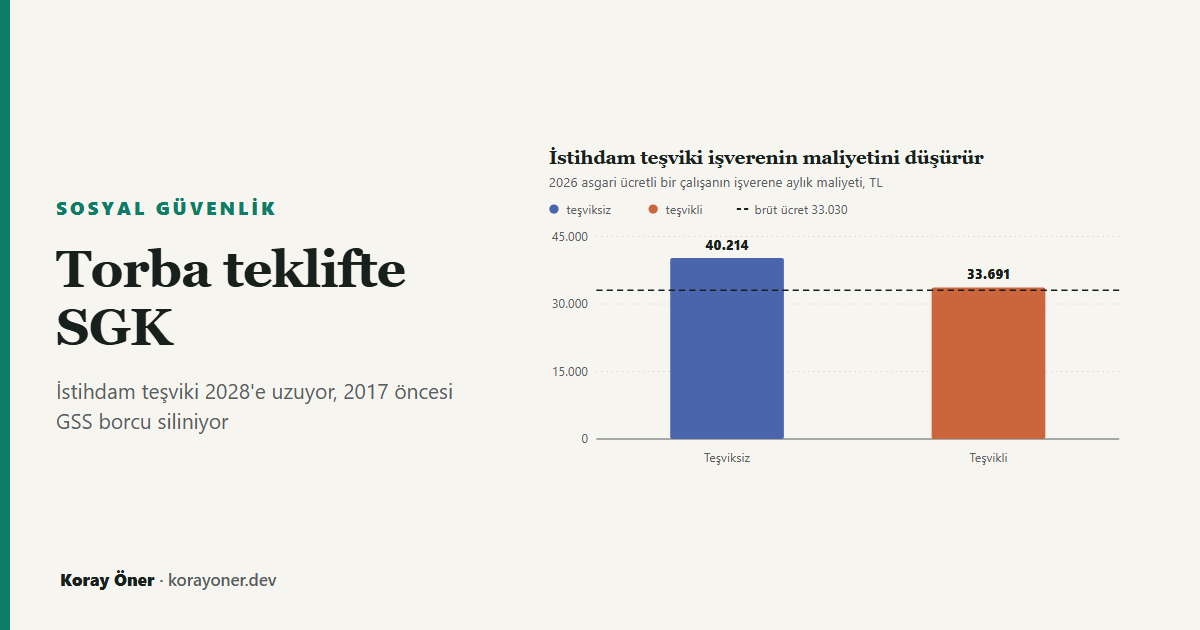 SOSYAL GÜVENLİK
Torba teklifte
SGK
İstihdam teşviki 2028'e uzuyor, 2017 öncesi
GSS borcu siliniyor
Koray Öner · korayoner.dev
İstihdam teşviki işverenin maliyetini düşürür
2026 asgari ücretli bir çalışanın işverene aylık maliyeti, TL
teşviksiz teşvikli brüt ücret 33.030
45.000
40.214
33.691
30.000
15.000
0
Teşviksiz Teşvikli